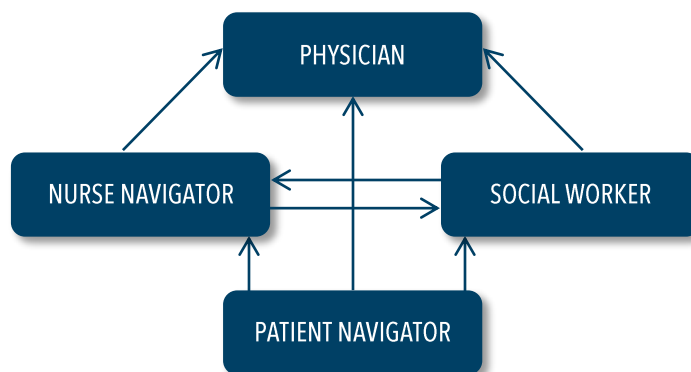 PHYSICIAN
NURSE NAVIGATOR
SOCIAL WORKER
PATIENT NAVIGATOR